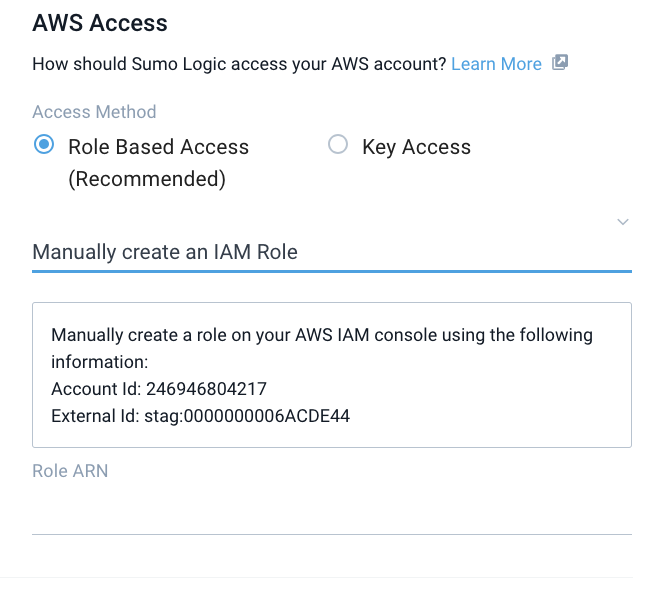 AWS Access
How should Sumo Logic access your AWS account? Learn More
Access Method
Role Based Access
(Recommended)
Key Access
Manually create an IAM Role
Manually create a role on your AWS IAM console using the following
information:
Account Id: 246946804217
External Id: stag:0000000006ACDE44
Role ARN